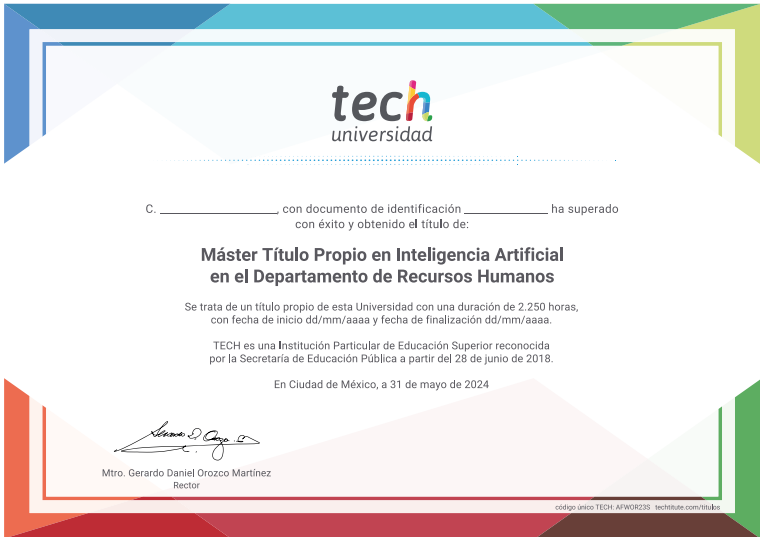 tech
universidad
C. ____________________, con documento de identificación ______________ ha superado
con éxito y obtenido el título de:
Máster Título Propio en Inteligencia Artificial
en el Departamento de Recursos Humanos
Se trata de un título propio de esta Universidad con una duración de 2.250 horas,
con fecha de inicio dd/mm/aaaa y fecha de finalización dd/mm/aaaa.
TECH es una Institución Particular de Educación Superior reconocida
por la Secretaría de Educación Pública a partir del 28 de junio de 2018.
En Ciudad de México, a 31 de mayo de 2024
Mtro. Gerardo Daniel Orozco Martínez
Rector
código único TECH: AFWOR23S techtitute.com/titulos